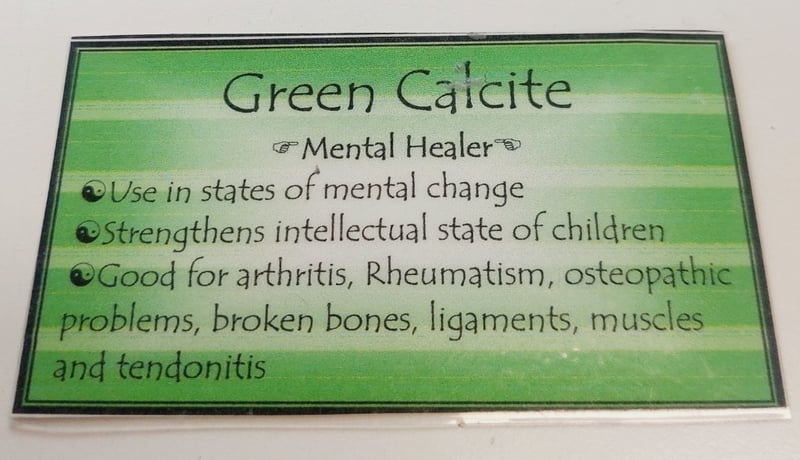 Green Calcite
☞Mental Healer☜
☯Use in states of mental change
☯Strengthens intellectual state of children
☯Good for arthritis, Rheumatism, osteopathic
problems, broken bones, ligaments, muscles
and tendonitis